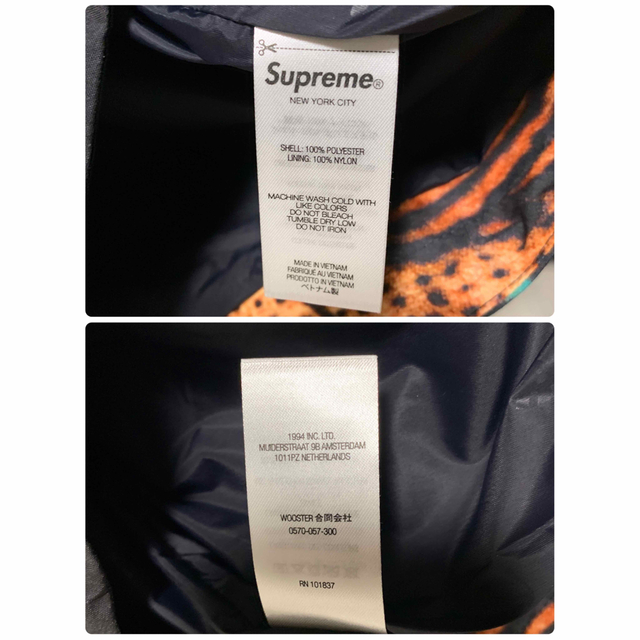 Supreme®
NEW YORK CITY
SHELL: 100% POLYESTER
LINING: 100% NYLON
MACHINE WASH COLD WITH
LIKE COLORS
DO NOT BLEACH
TUMBLE DRY LOW
DO NOT IRON
MADE IN VIETNAM
FABRIQUÉ AU VIETNAM
PRODOTTO IN VIETNAM
ベトナム製
1994 INC. LTD.
MUIDERSTRAAT 9B AMSTERDAM
1011PZ NETHERLANDS
WOOSTER 合同会社
0570-057-300
RN 101837